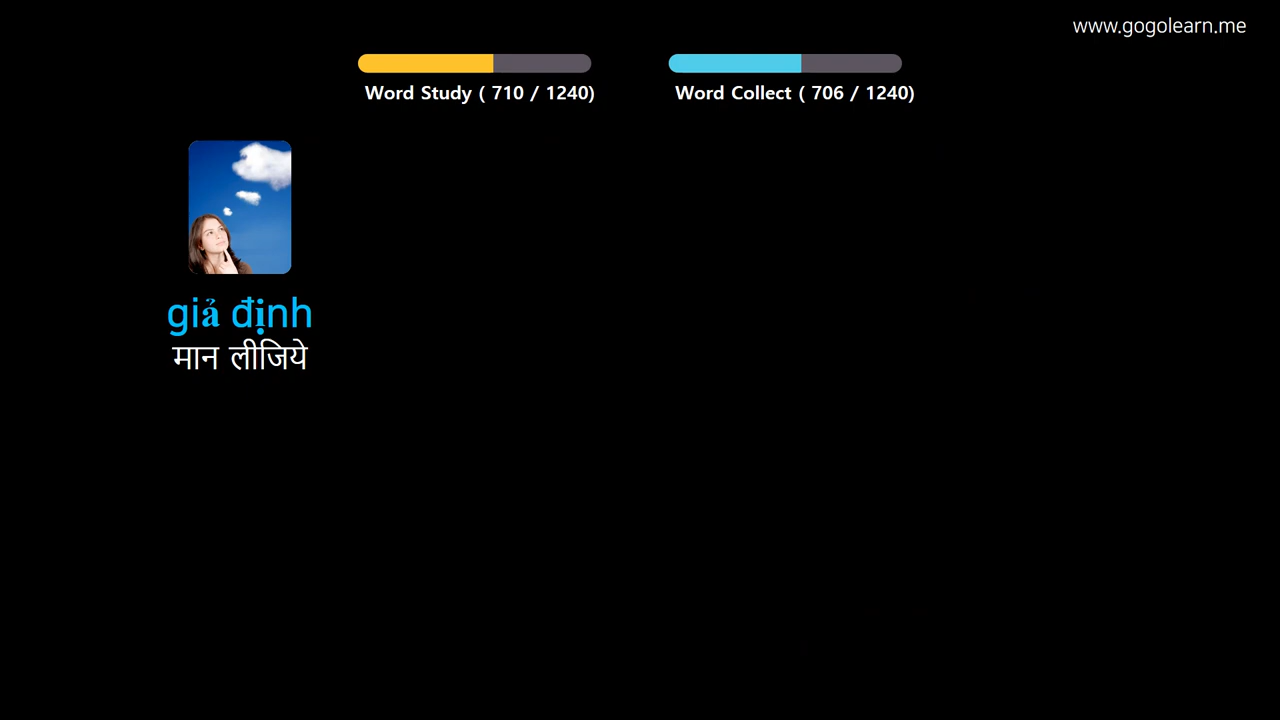 www.gogolearn.me
Word Study ( 710 / 1240)
Word Collect ( 706 / 1240)
giả định
मान लीजिये